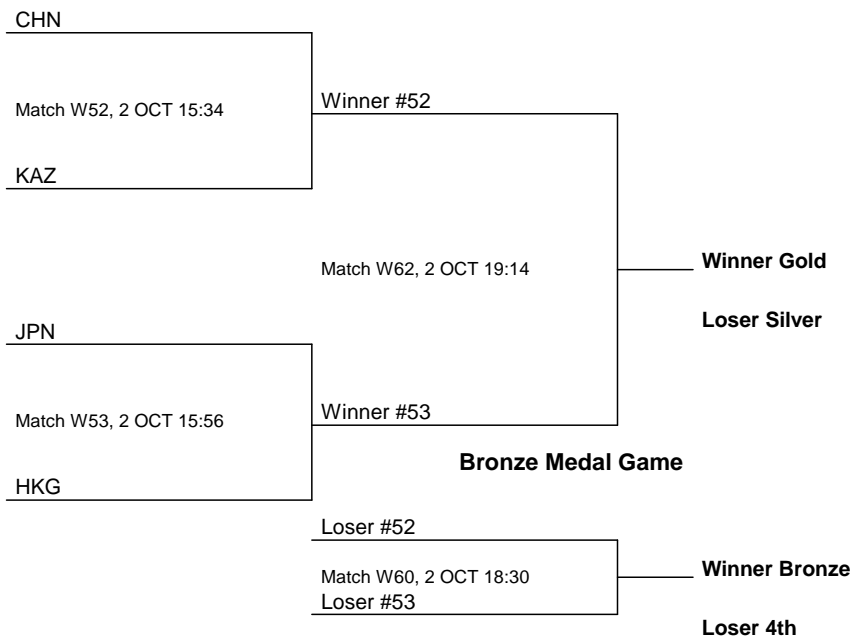 CHN
Match W52, 2 OCT 15:34
Winner #52
KAZ
Match W62, 2 OCT 19:14
Winner Gold
Loser Silver
JPN
Match W53, 2 OCT 15:56
Winner #53
HKG
Bronze Medal Game
Loser #52
Match W60, 2 OCT 18:30
Loser #53
Winner Bronze
Loser 4th